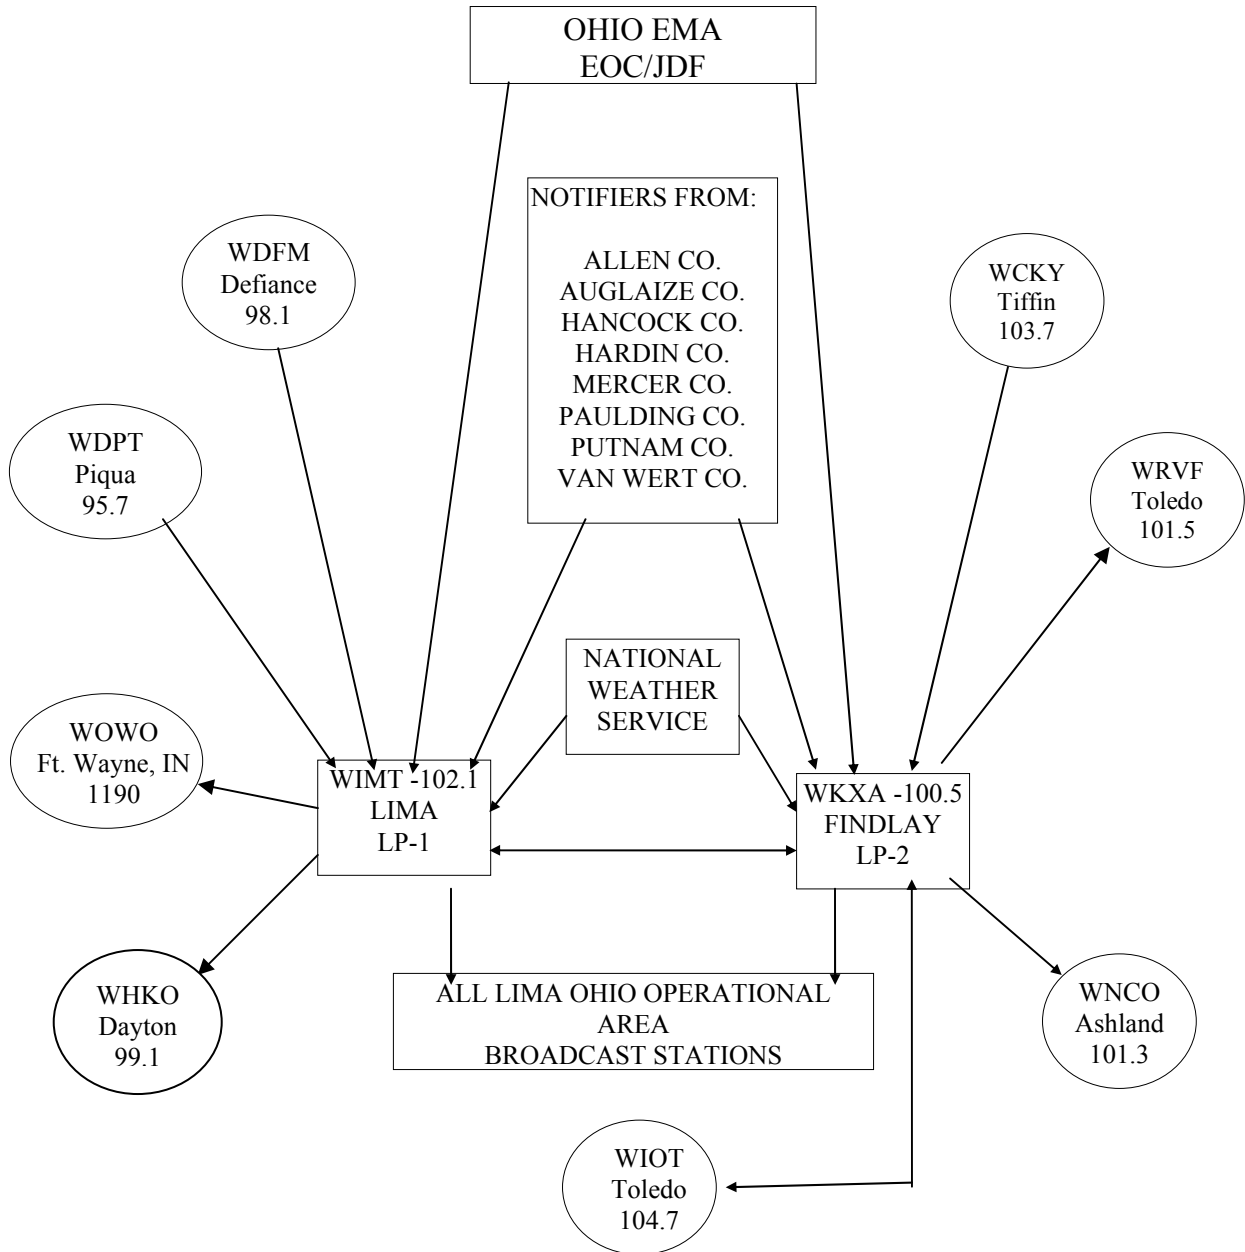 OHIO EMA
EOC/JDF
NOTIFIERS FROM:
ALLEN CO.
AUGLAIZE CO.
HANCOCK CO.
HARDIN CO.
MERCER CO.
PAULDING CO.
PUTNAM CO.
VAN WERT CO.
WDFM
Defiance
98.1
WCKY
Tiffin
103.7
WDPT
Piqua
95.7
WRVF
Toledo
101.5
NATIONAL
WEATHER
SERVICE
WOWO
Ft. Wayne, IN
1190
WIMT -102.1
LIMA
LP-1
WKXA -100.5
FINDLAY
LP-2
WHKO
Dayton
99.1
ALL LIMA OHIO OPERATIONAL
AREA
BROADCAST STATIONS
WNCO
Ashland
101.3
WIOT
Toledo
104.7